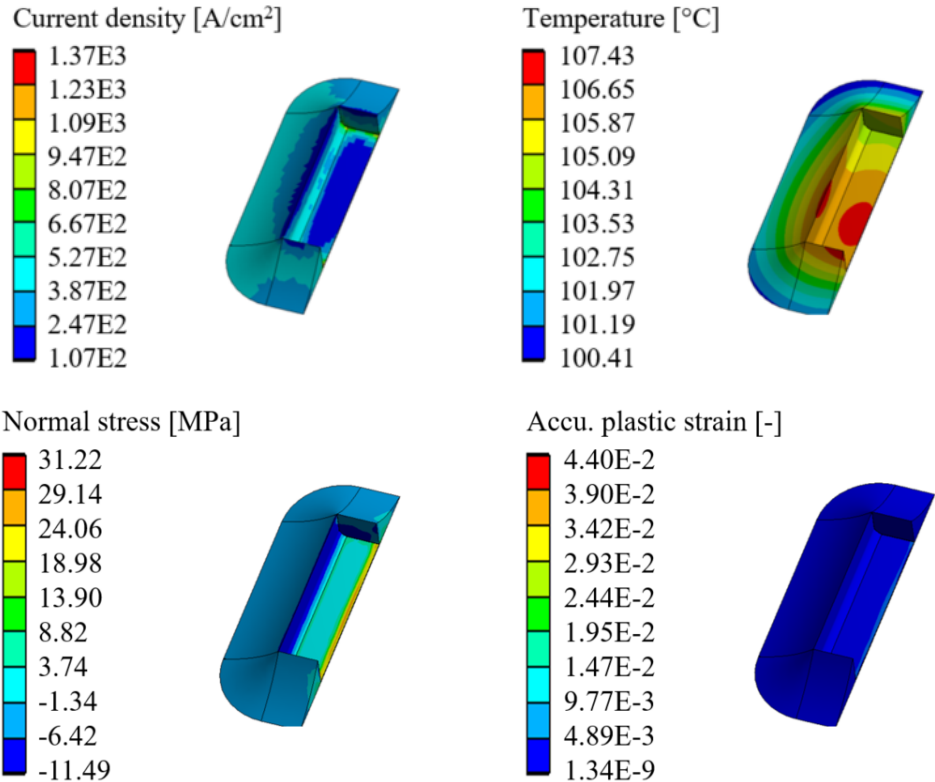 Current density [A/cm²]
1.37E3
1.23E3
1.09E3
9.47E2
8.07E2
6.67E2
5.27E2
3.87E2
2.47E2
1.07E2
Temperature [°C]
107.43
106.65
105.87
105.09
104.31
103.53
102.75
101.97
101.19
100.41
Normal stress [MPa]
31.22
29.14
24.06
18.98
13.90
8.82
3.74
-1.34
-6.42
-11.49
Accu. plastic strain [-]
4.40E-2
3.90E-2
3.42E-2
2.93E-2
2.44E-2
1.95E-2
1.47E-2
9.77E-3
4.89E-3
1.34E-9